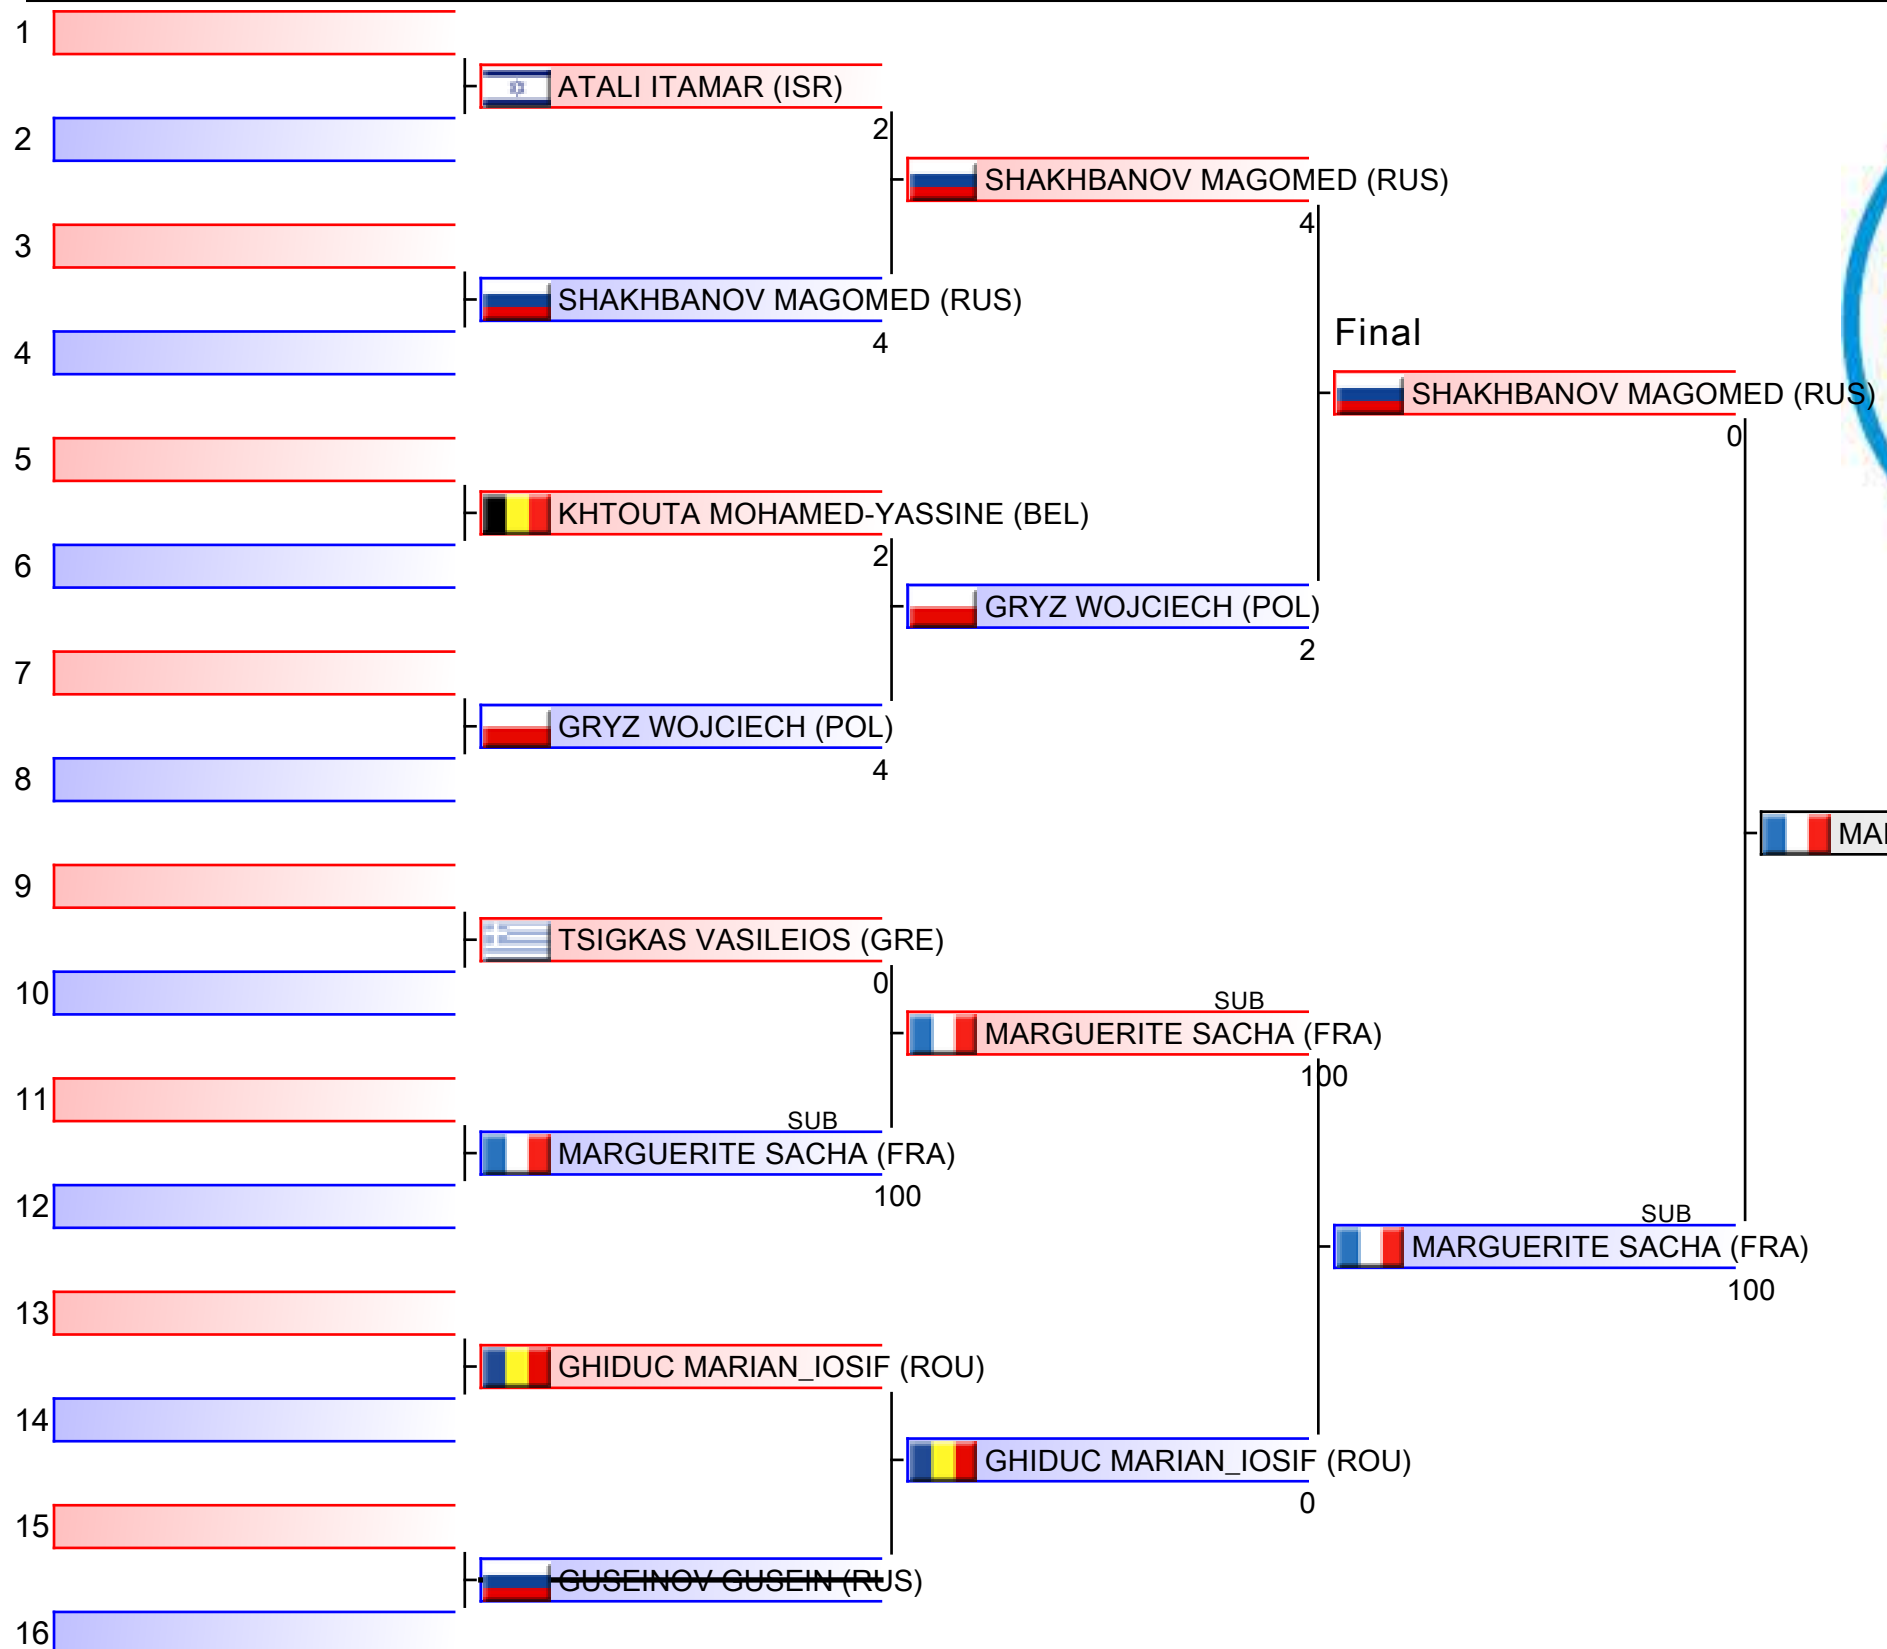 1
ATALI ITAMAR (ISR)
2
2
SHAKHBANOV MAGOMED (RUS)
4
3
SHAKHBANOV MAGOMED (RUS)
4
4
Final
SHAKHBANOV MAGOMED (RUS)
0
5
KHTOUTA MOHAMED-YASSINE (BEL)
2
6
GRYZ WOJCIECH (POL)
2
7
GRYZ WOJCIECH (POL)
4
8
9
TSIGKAS VASILEIOS (GRE)
0
10
SUB
MARGUERITE SACHA (FRA)
100
11
SUB
MARGUERITE SACHA (FRA)
100
12
SUB
MARGUERITE SACHA (FRA)
100
13
GHIDUC MARIAN_IOSIF (ROU)
14
GHIDUC MARIAN_IOSIF (ROU)
0
15
GUSEINOV GUSEIN (RUS)
16